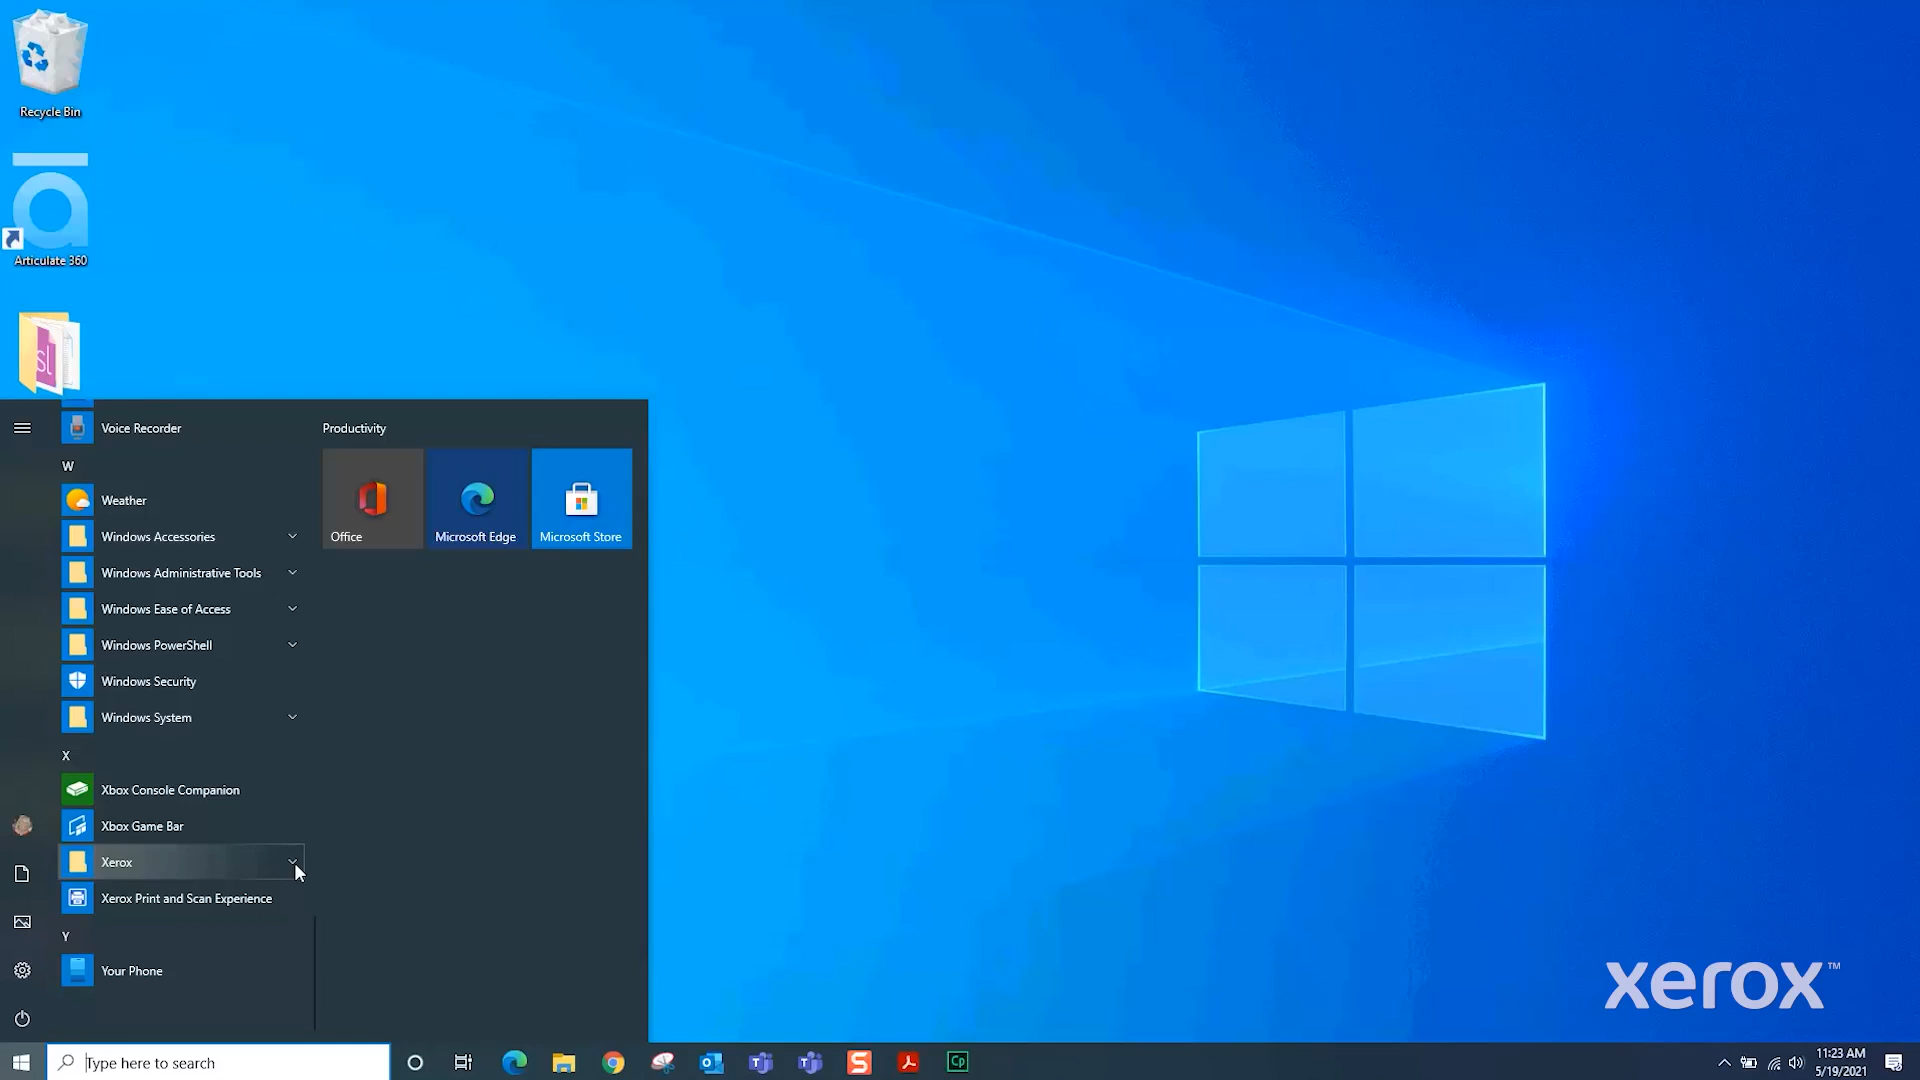 Recycle Bin
Articulate 360
Voice Recorder
W
Weather
Windows Accessories
Windows Administrative Tools
Windows Ease of Access
Windows PowerShell
Windows Security
Windows System
X
Xbox Console Companion
Xbox Game Bar
Xerox
Xerox Print and Scan Experience
Y
Your Phone
Productivity
Office
Microsoft Edge
Microsoft Store
xerox™
Type here to search
11:23 AM
5/19/2021